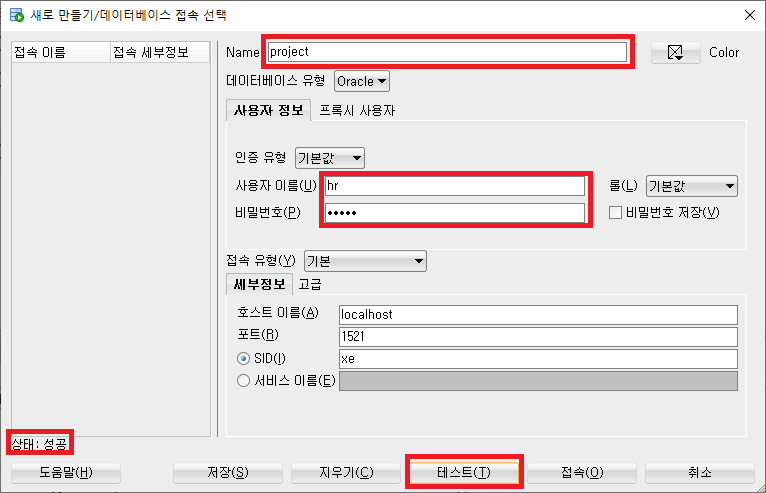 새로 만들기/데이터베이스 접속 선택
접속 이름 접속 세부정보
Name project Color
데이터베이스 유형 Oracle
사용자 정보 프록시 사용자
인증 유형 기본값
사용자 이름(U) hr 롤(L) 기본값
비밀번호(P) ••••• 비밀번호 저장(V)
접속 유형(Y) 기본
세부정보 고급
호스트 이름(A) localhost
포트(R) 1521
SID(I) xe
서비스 이름(E)
상태: 성공
도움말(H) 저장(S) 지우기(C) 테스트(T) 접속(O) 취소